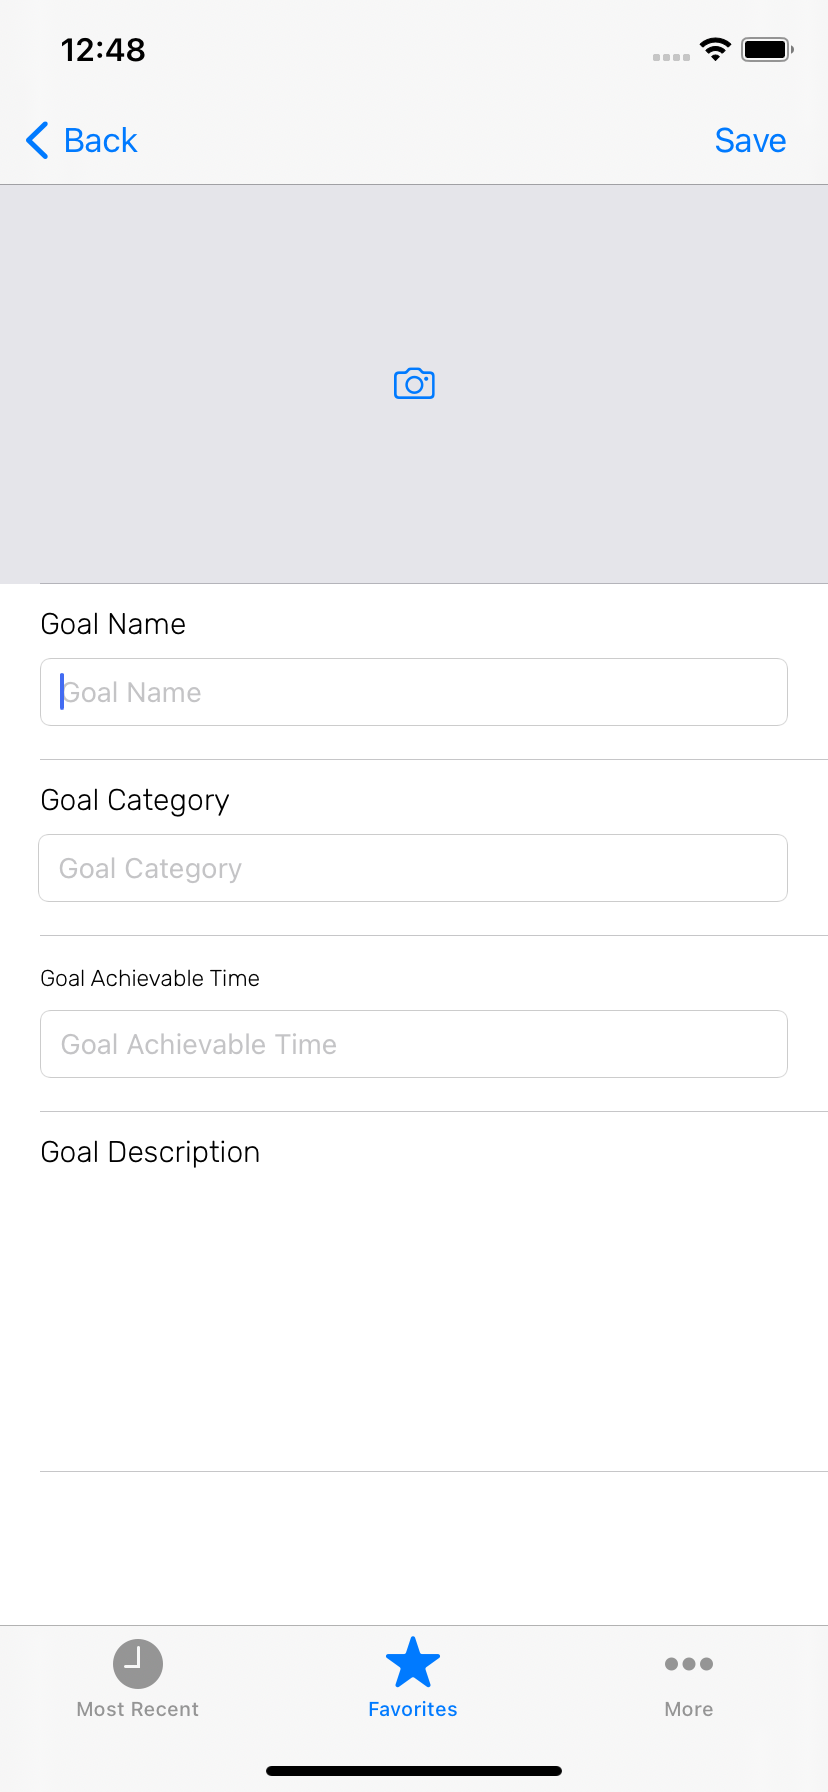 12:48
Back
Save
Goal Name
Goal Name
Goal Category
Goal Category
Goal Achievable Time
Goal Achievable Time
Goal Description
Most Recent
Favorites
More